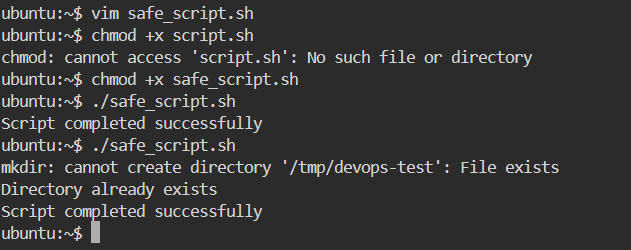 ubuntu:~$ vim safe_script.sh
ubuntu:~$ chmod +x script.sh
chmod: cannot access 'script.sh': No such file or directory
ubuntu:~$ chmod +x safe_script.sh
ubuntu:~$ ./safe_script.sh
Script completed successfully
ubuntu:~$ ./safe_script.sh
mkdir: cannot create directory '/tmp/devops-test': File exists
Directory already exists
Script completed successfully
ubuntu:~$